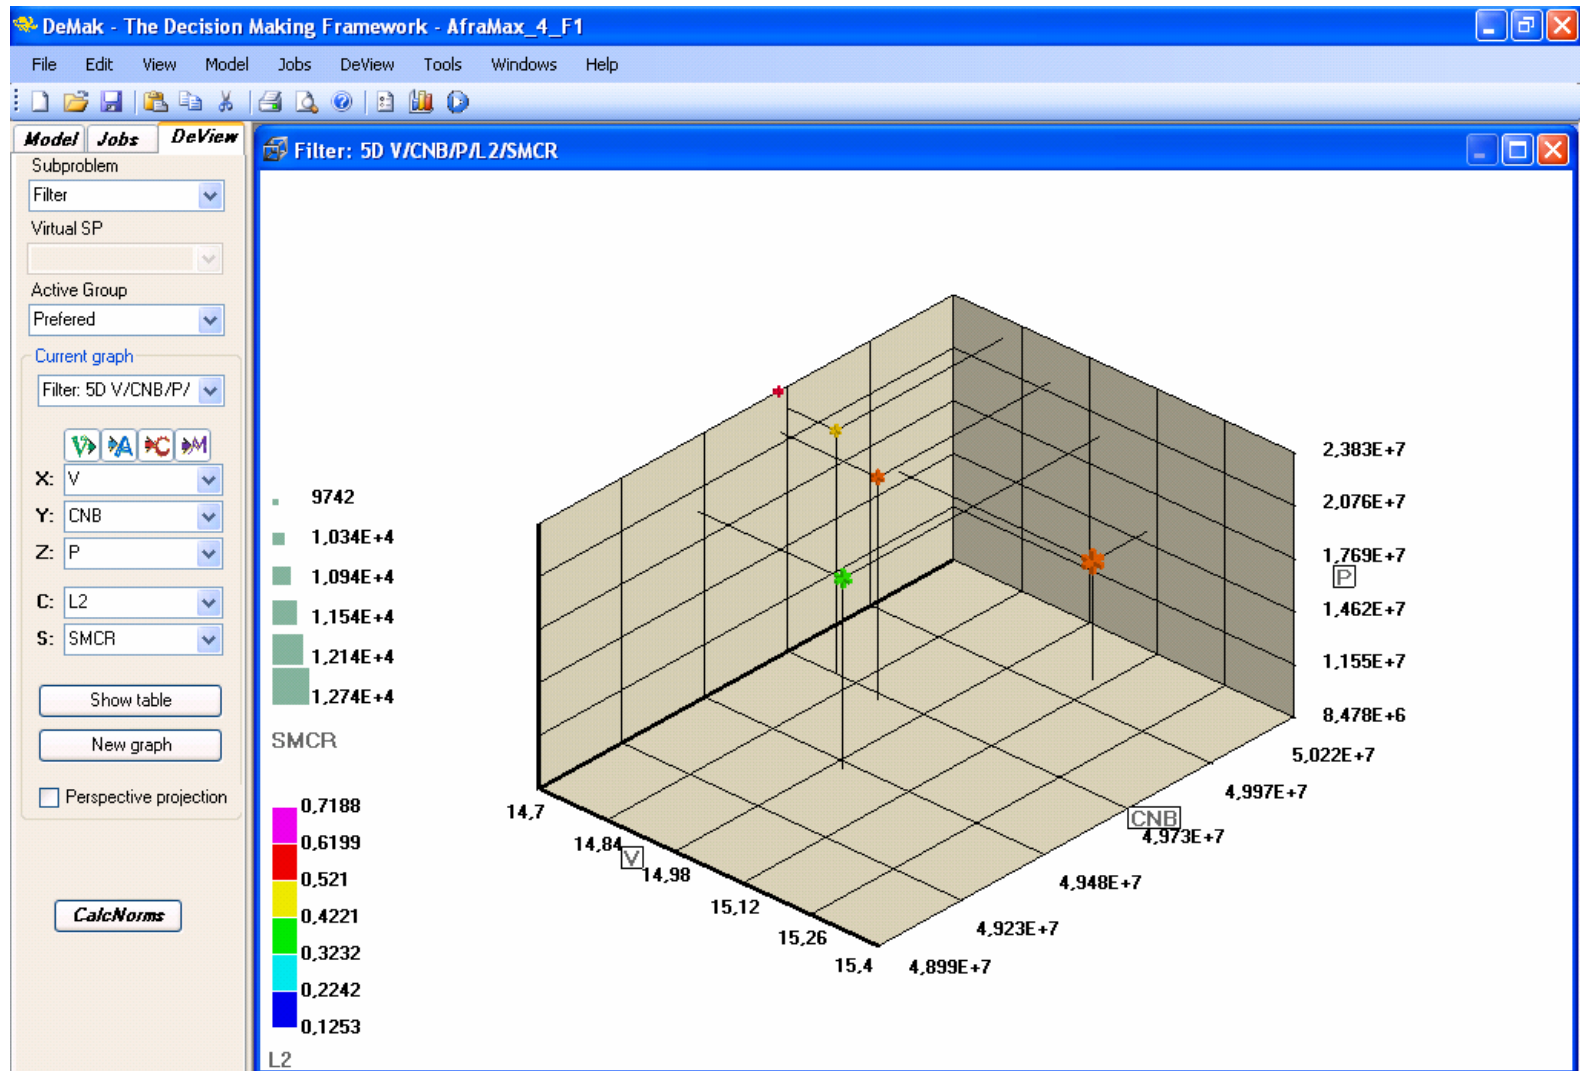 DeMak - The Decision Making Framework - AfraMax_4_F1
File Edit View Model Jobs DeView Tools Windows Help
Model Jobs DeView
Subproblem
Filter
Virtual SP
Active Group
Prefered
Current graph
Filter: 5D V/CNB/P/
V A C M
X: V
Y: CNB
Z: P
C: L2
S: SMCR
Show table
New graph
Perspective projection
CalcNorms
Filter: 5D V/CNB/P/L2/SMCR
9742
1,034E+4
1,094E+4
1,154E+4
1,214E+4
1,274E+4
SMCR
0,7188
0,6199
0,521
0,4221
0,3232
0,2242
0,1253
L2
14,7
14,84
V
14,98
15,12
15,26
15,4
4,899E+7
4,923E+7
4,948E+7
CNB
4,973E+7
4,997E+7
5,022E+7
2,383E+7
2,076E+7
1,769E+7
P
1,462E+7
1,155E+7
8,478E+6